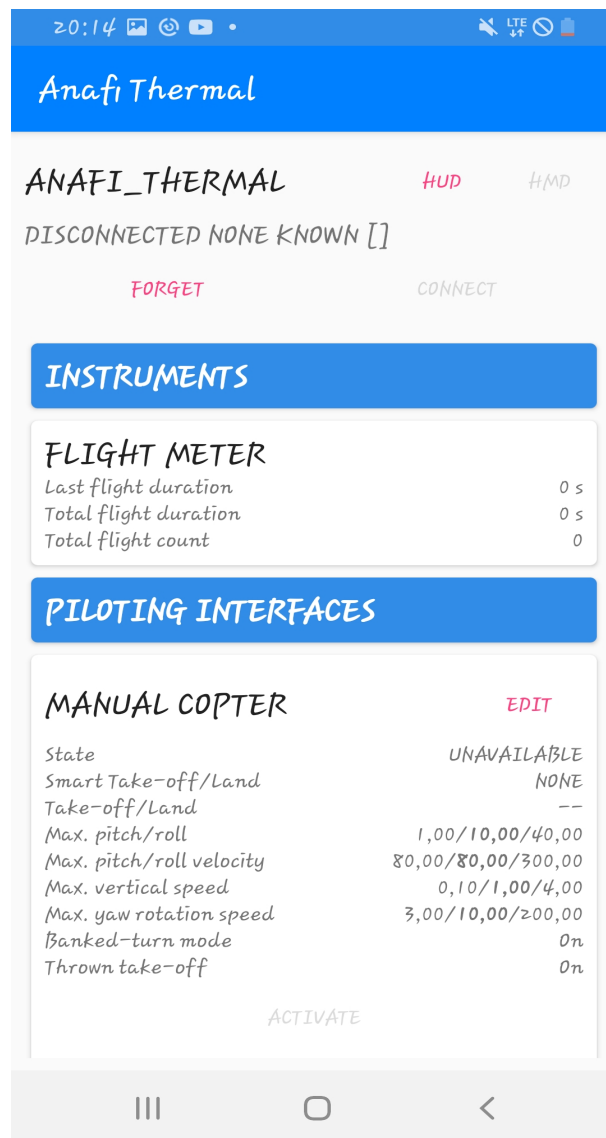 20:14 LTE
Anafi Thermal
ANAFI_THERMAL HUD HMD
DISCONNECTED NONE KNOWN []
FORGET CONNECT
INSTRUMENTS
FLIGHT METER
Last flight duration 0 s
Total flight duration 0 s
Total flight count 0
PILOTING INTERFACES
MANUAL COPTER EDIT
State UNAVAILABLE
Smart Take-off/Land NONE
Take-off/Land --
Max. pitch/roll 1,00/10,00/40,00
Max. pitch/roll velocity 80,00/80,00/300,00
Max. vertical speed 0,10/1,00/4,00
Max. yaw rotation speed 3,00/10,00/200,00
Banked-turn mode On
Thrown take-off On
ACTIVATE